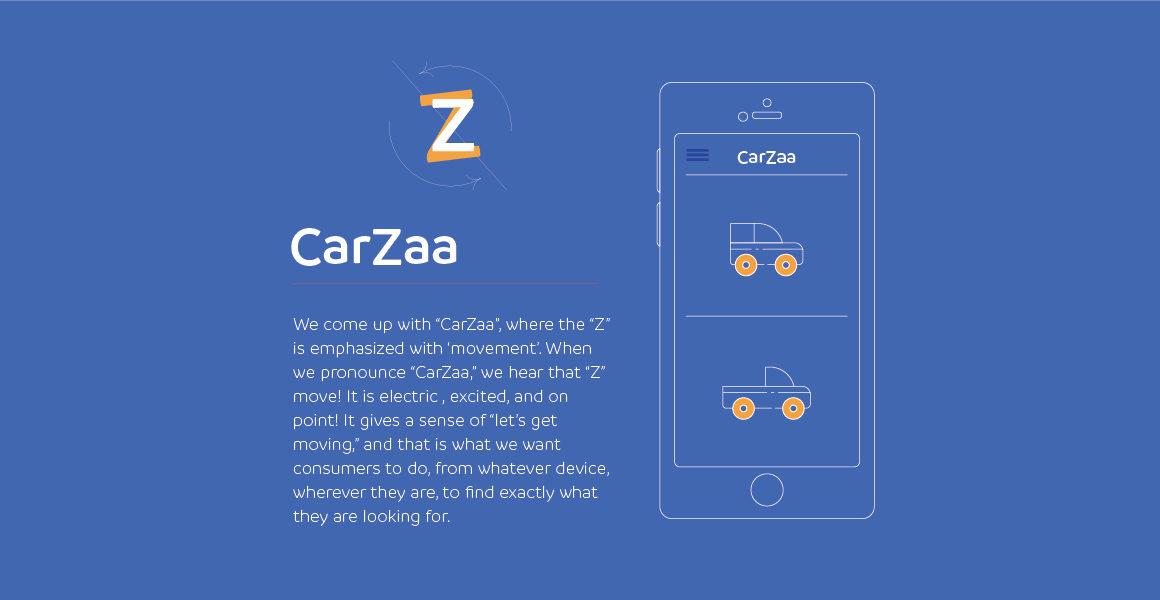 Z
CarZaa
We come up with “CarZaa”, where the “Z”
is emphasized with ‘movement’. When
we pronounce “CarZaa,” we hear that “Z”
move! It is electric , excited, and on
point! It gives a sense of “let’s get
moving,” and that is what we want
consumers to do, from whatever device,
wherever they are, to find exactly what
they are looking for.
CarZaa